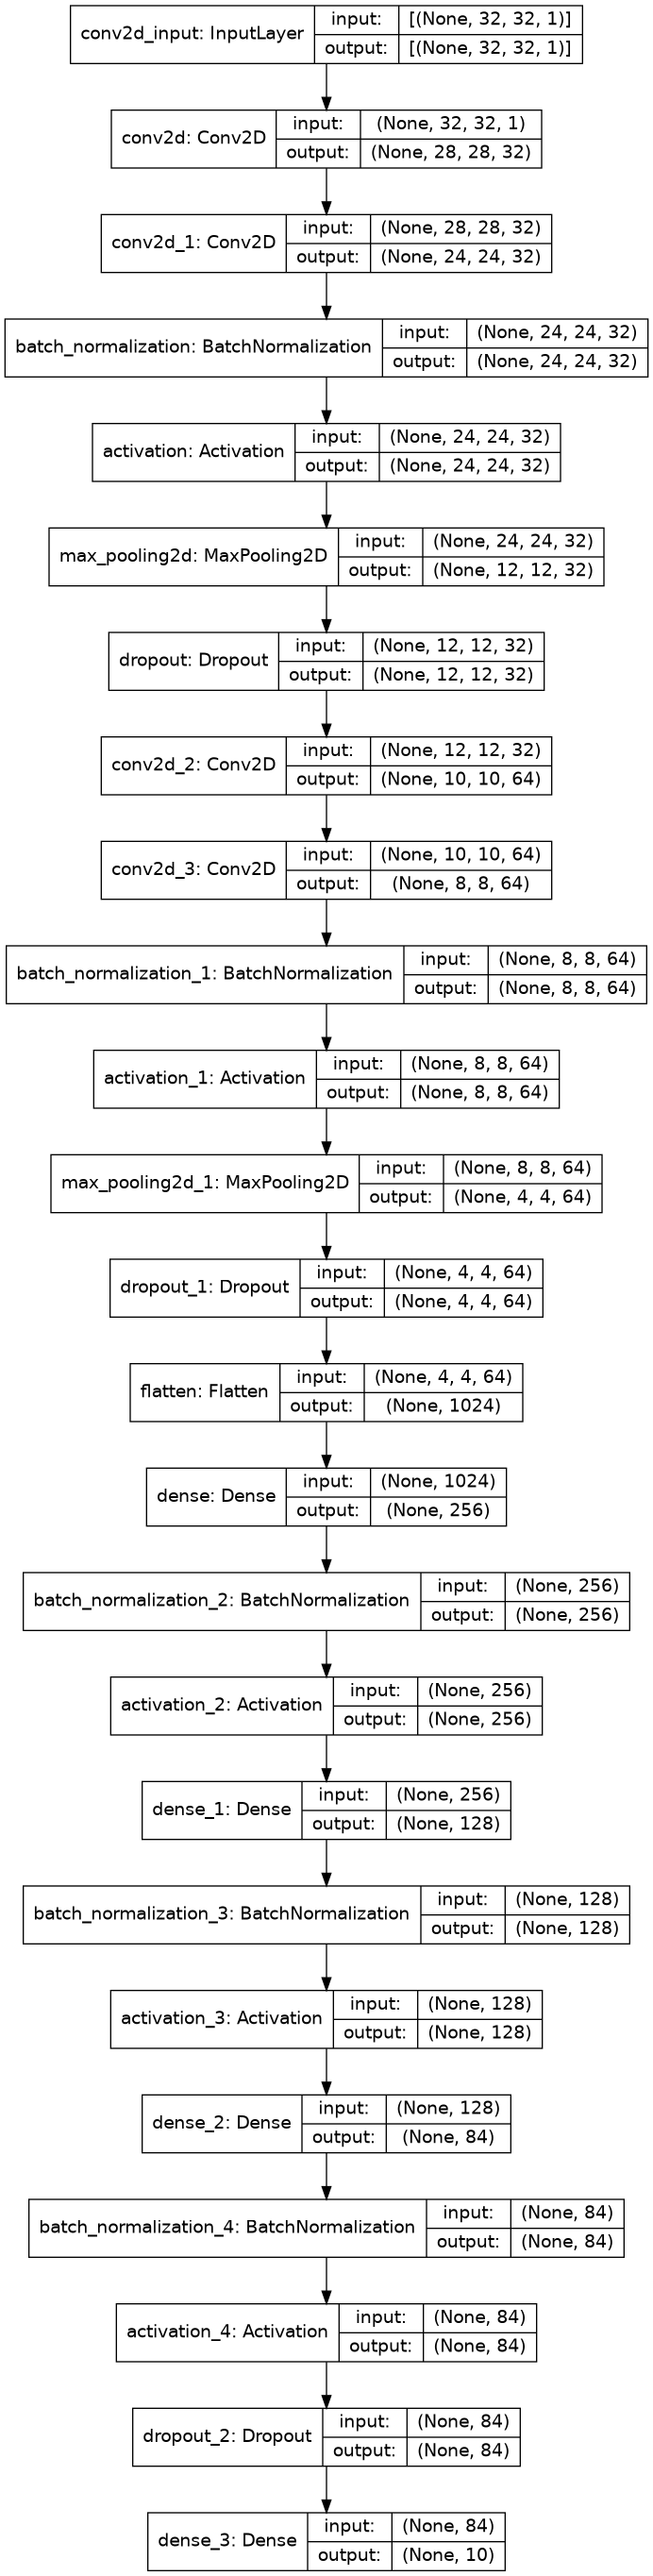 conv2d_input: InputLayer
input: [(None, 32, 32, 1)]
output: [(None, 32, 32, 1)]
conv2d: Conv2D
input: (None, 32, 32, 1)
output: (None, 28, 28, 32)
conv2d_1: Conv2D
input: (None, 28, 28, 32)
output: (None, 24, 24, 32)
batch_normalization: BatchNormalization
input: (None, 24, 24, 32)
output: (None, 24, 24, 32)
activation: Activation
input: (None, 24, 24, 32)
output: (None, 24, 24, 32)
max_pooling2d: MaxPooling2D
input: (None, 24, 24, 32)
output: (None, 12, 12, 32)
dropout: Dropout
input: (None, 12, 12, 32)
output: (None, 12, 12, 32)
conv2d_2: Conv2D
input: (None, 12, 12, 32)
output: (None, 10, 10, 64)
conv2d_3: Conv2D
input: (None, 10, 10, 64)
output: (None, 8, 8, 64)
batch_normalization_1: BatchNormalization
input: (None, 8, 8, 64)
output: (None, 8, 8, 64)
activation_1: Activation
input: (None, 8, 8, 64)
output: (None, 8, 8, 64)
max_pooling2d_1: MaxPooling2D
input: (None, 8, 8, 64)
output: (None, 4, 4, 64)
dropout_1: Dropout
input: (None, 4, 4, 64)
output: (None, 4, 4, 64)
flatten: Flatten
input: (None, 4, 4, 64)
output: (None, 1024)
dense: Dense
input: (None, 1024)
output: (None, 256)
batch_normalization_2: BatchNormalization
input: (None, 256)
output: (None, 256)
activation_2: Activation
input: (None, 256)
output: (None, 256)
dense_1: Dense
input: (None, 256)
output: (None, 128)
batch_normalization_3: BatchNormalization
input: (None, 128)
output: (None, 128)
activation_3: Activation
input: (None, 128)
output: (None, 128)
dense_2: Dense
input: (None, 128)
output: (None, 84)
batch_normalization_4: BatchNormalization
input: (None, 84)
output: (None, 84)
activation_4: Activation
input: (None, 84)
output: (None, 84)
dropout_2: Dropout
input: (None, 84)
output: (None, 84)
dense_3: Dense
input: (None, 84)
output: (None, 10)